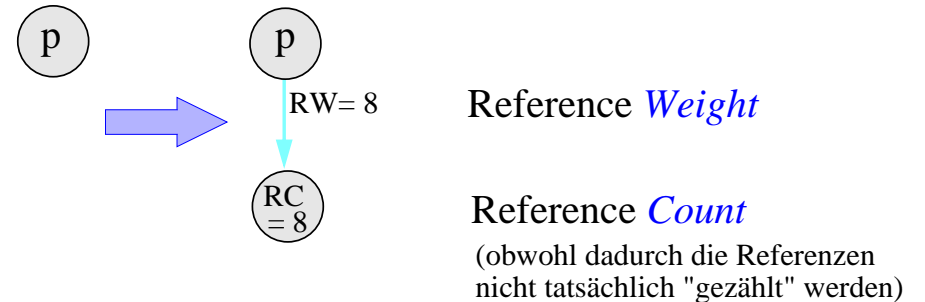 p
p
RW= 8
Reference Weight
RC
= 8
Reference Count
(obwohl dadurch die Referenzen
nicht tatsächlich "gezählt" werden)